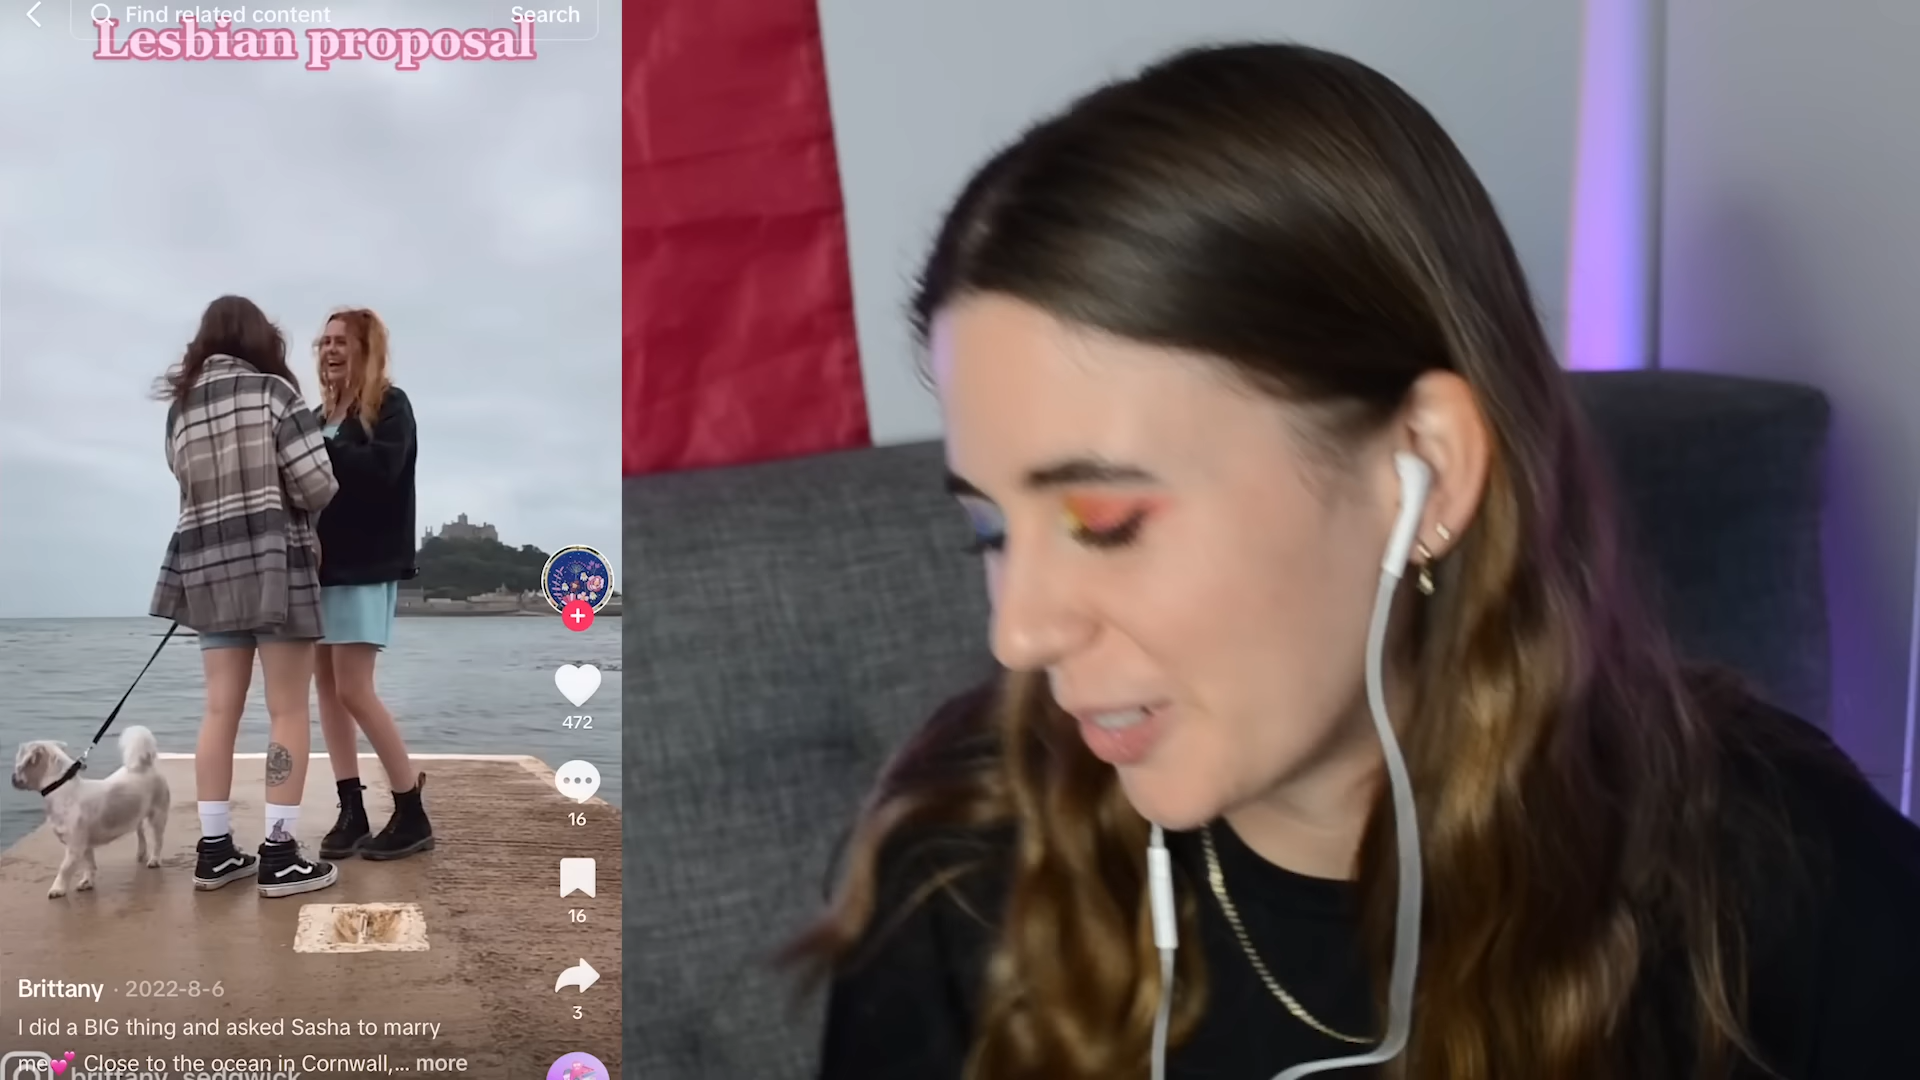 Find related content
Search
Lesbian proposal
472
16
16
3
Brittany · 2022-8-6
I did a BIG thing and asked Sasha to marry
me💕 Close to the ocean in Cornwall,... more
brittany_sedgwick